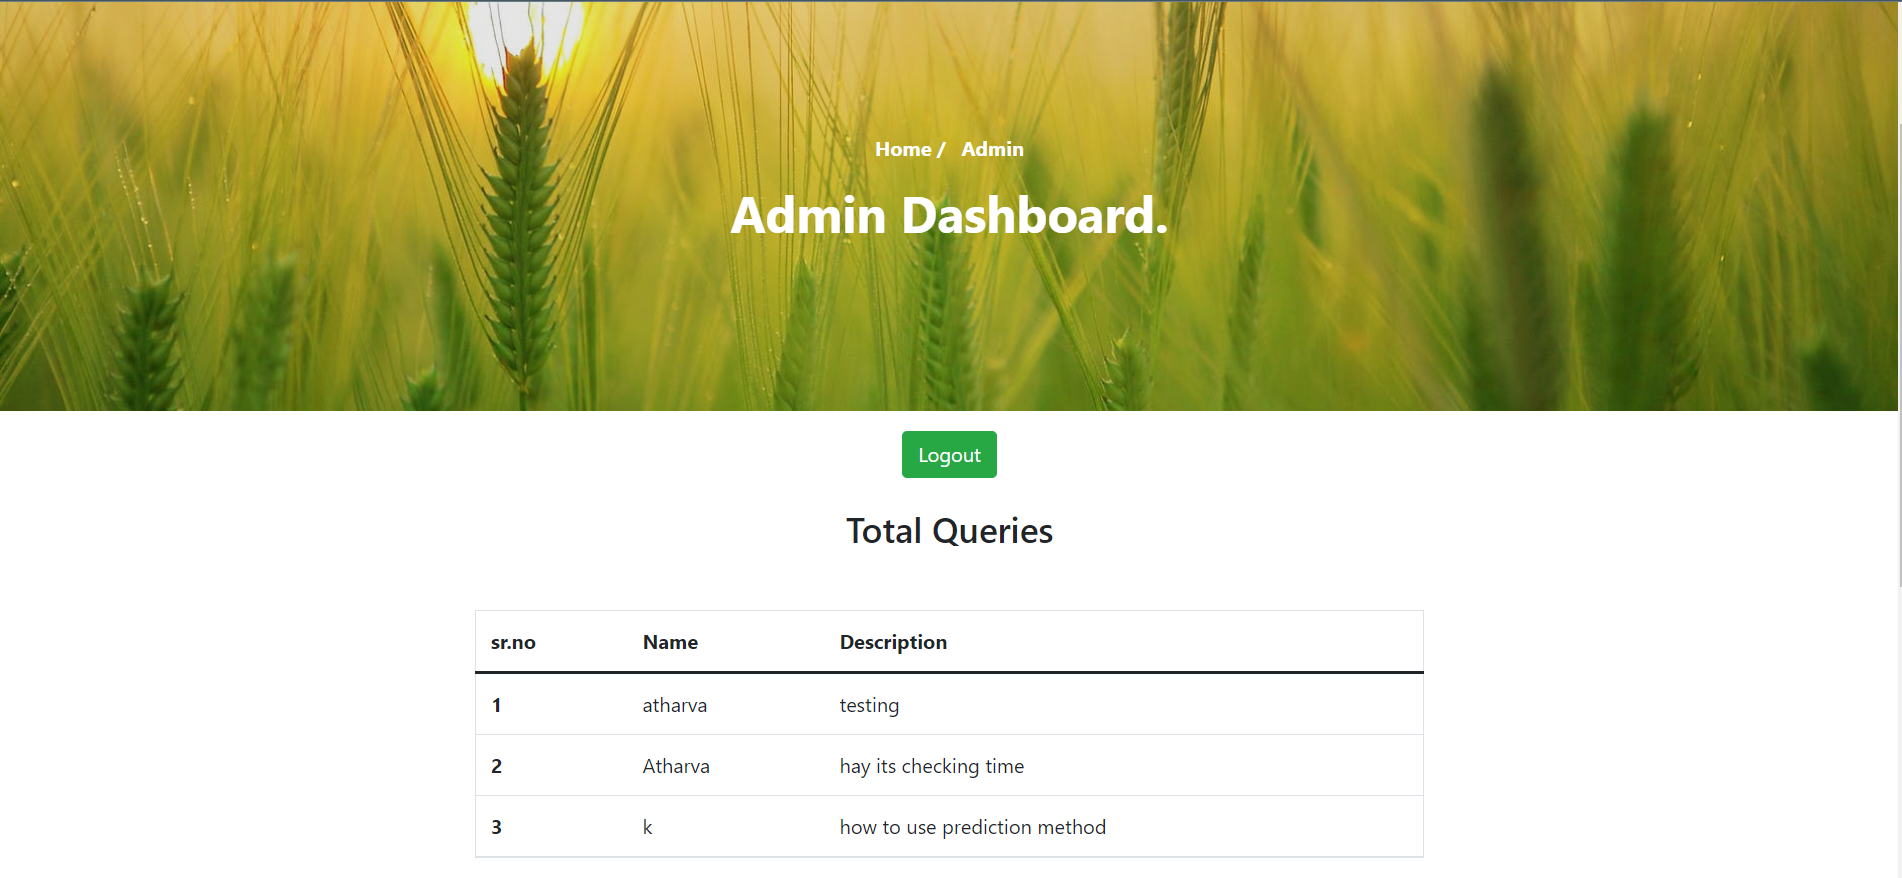 Home / Admin
Admin Dashboard.
Logout
Total Queries
sr.no Name Description
1 atharva testing
2 Atharva hay its checking time
3 k how to use prediction method